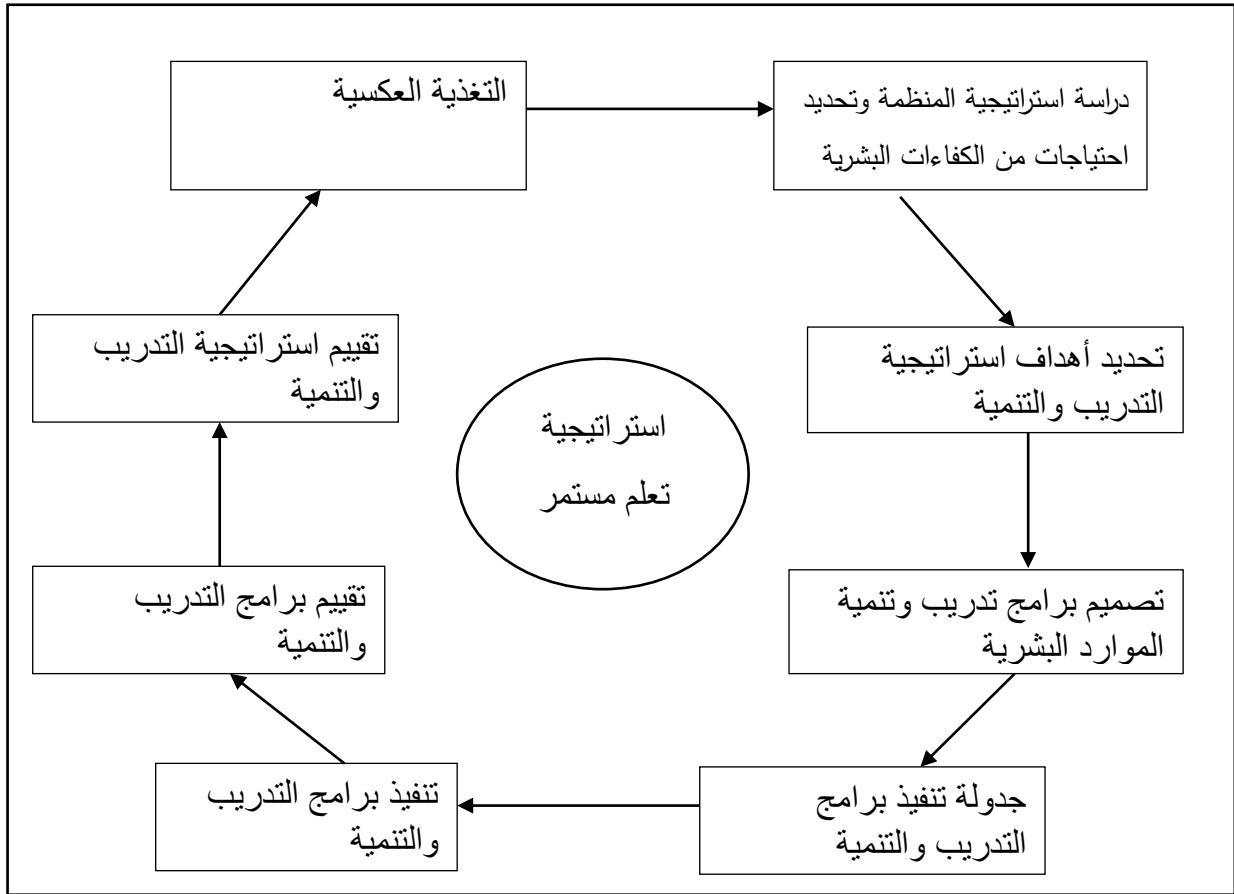 دراسة استراتيجية المنظمة وتحديد
احتياجات من الكفاءات البشرية
تحديد أهداف استراتيجية
التدريب والتنمية
تصميم برامج تدريب وتنمية
الموارد البشرية
جدولة تنفيذ برامج
التدريب والتنمية
تنفيذ برامج التدريب
والتنمية
تقييم برامج التدريب
والتنمية
تقييم استراتيجية التدريب
والتنمية
التغذية العكسية
استراتيجية
تعلم مستمر